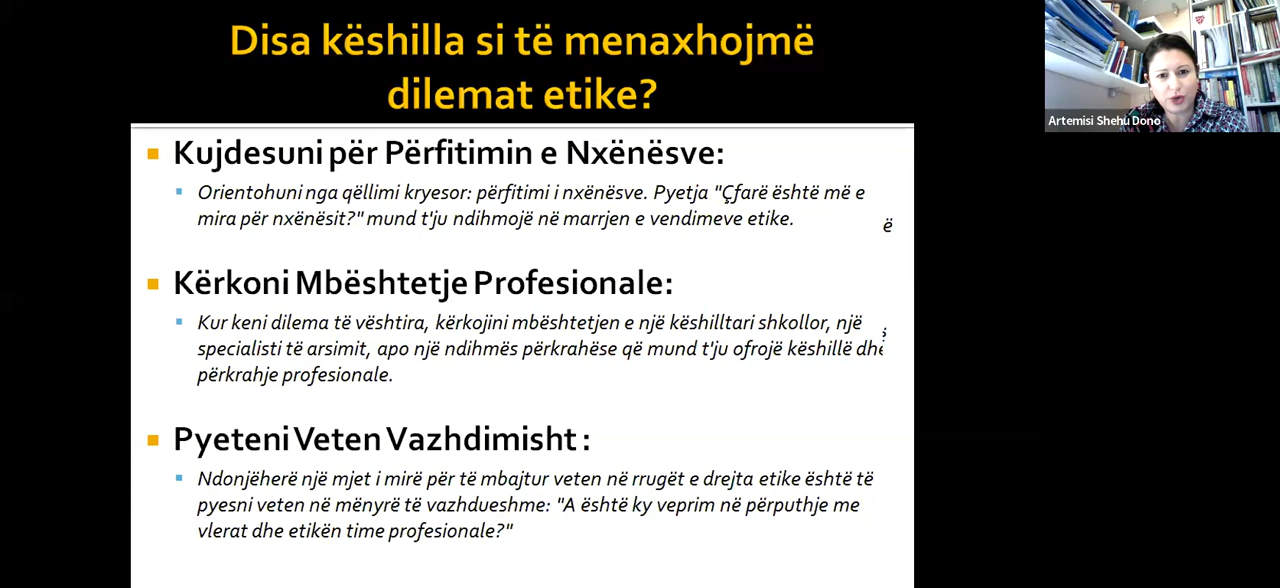 Disa këshilla si të menaxhojmë
dilemat etike?
Artemisi Shehu Dono
Kujdesuni për Përfitimin e Nxënësve:
Orientohuni nga qëllimi kryesor: përfitimi i nxënësve. Pyetja "Çfarë është më e
mira për nxënësit?" mund t'ju ndihmojë në marrjen e vendimeve etike.
ë
Kërkoni Mbështetje Profesionale:
Kur keni dilema të vështira, kërkojini mbështetjen e një këshilltari shkollor, një
specialisti të arsimit, apo një ndihmës përkrahëse që mund t'ju ofrojë këshillë dhe
përkrahje profesionale.
Pyeteni Veten Vazhdimisht :
Ndonjëherë një mjet i mirë për të mbajtur veten në rrugët e drejta etike është të
pyesni veten në mënyrë të vazhdueshme: "A është ky veprim në përputhje me
vlerat dhe etikën time profesionale?"